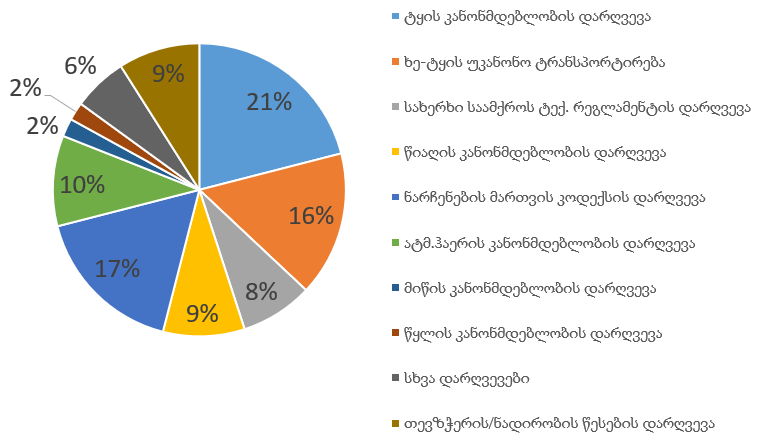 21%
16%
8%
9%
17%
10%
2%
2%
6%
9%
ტყის კანონმდებლობის დარღვევა
ხე-ტყის უკანონო ტრანსპორტირება
სახერხი საამქროს ტექ. რეგლამენტის დარღვევა
წიაღის კანონმდებლობის დარღვევა
ნარჩენების მართვის კოდექსის დარღვევა
ატმ.ჰაერის კანონმდებლობის დარღვევა
მიწის კანონმდებლობის დარღვევა
წყლის კანონმდებლობის დარღვევა
სხვა დარღვევები
თევზჭერის/ნადირობის წესების დარღვევა